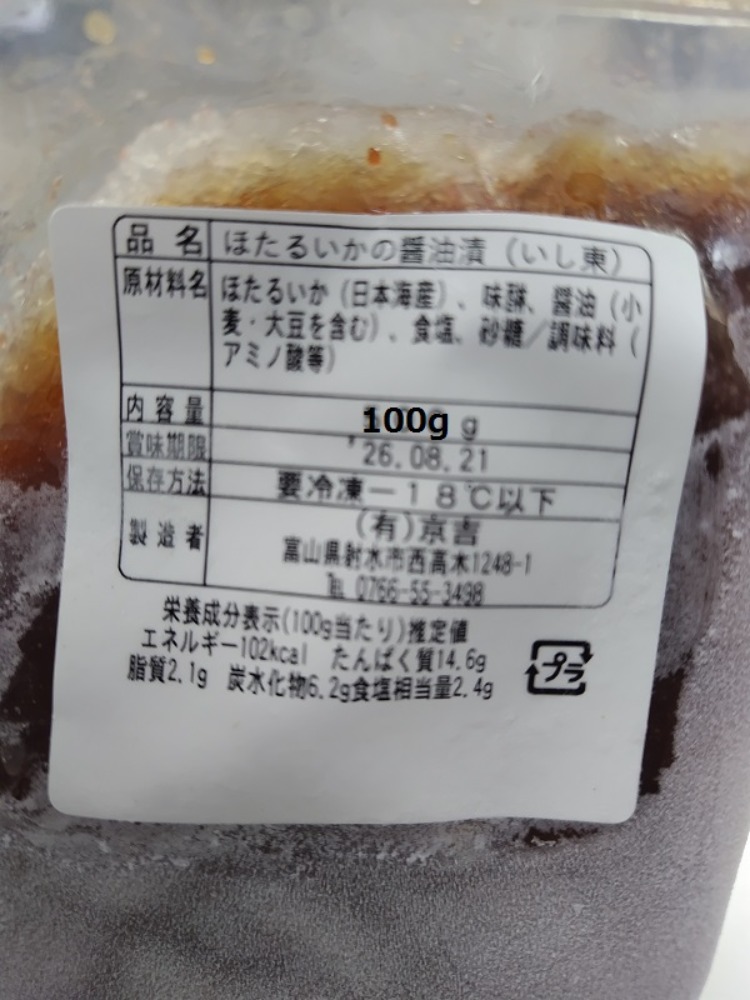 品名 ほたるいかの醤油漬（いし東）
原材料名 ほたるいか（日本海産）、味醂、醤油（小
麦・大豆を含む）、食塩、砂糖／調味料（
アミノ酸等）
内容量 100g g
賞味期限 '26.08.21
保存方法 要冷凍－18℃以下
製造者 （有）京吉
富山県射水市西高木1248-1
℡ 0766-55-3498
栄養成分表示(100g当たり)推定値
エネルギー102kcal たんぱく質14.6g
脂質2.1g 炭水化物6.2g食塩相当量2.4g
プラ